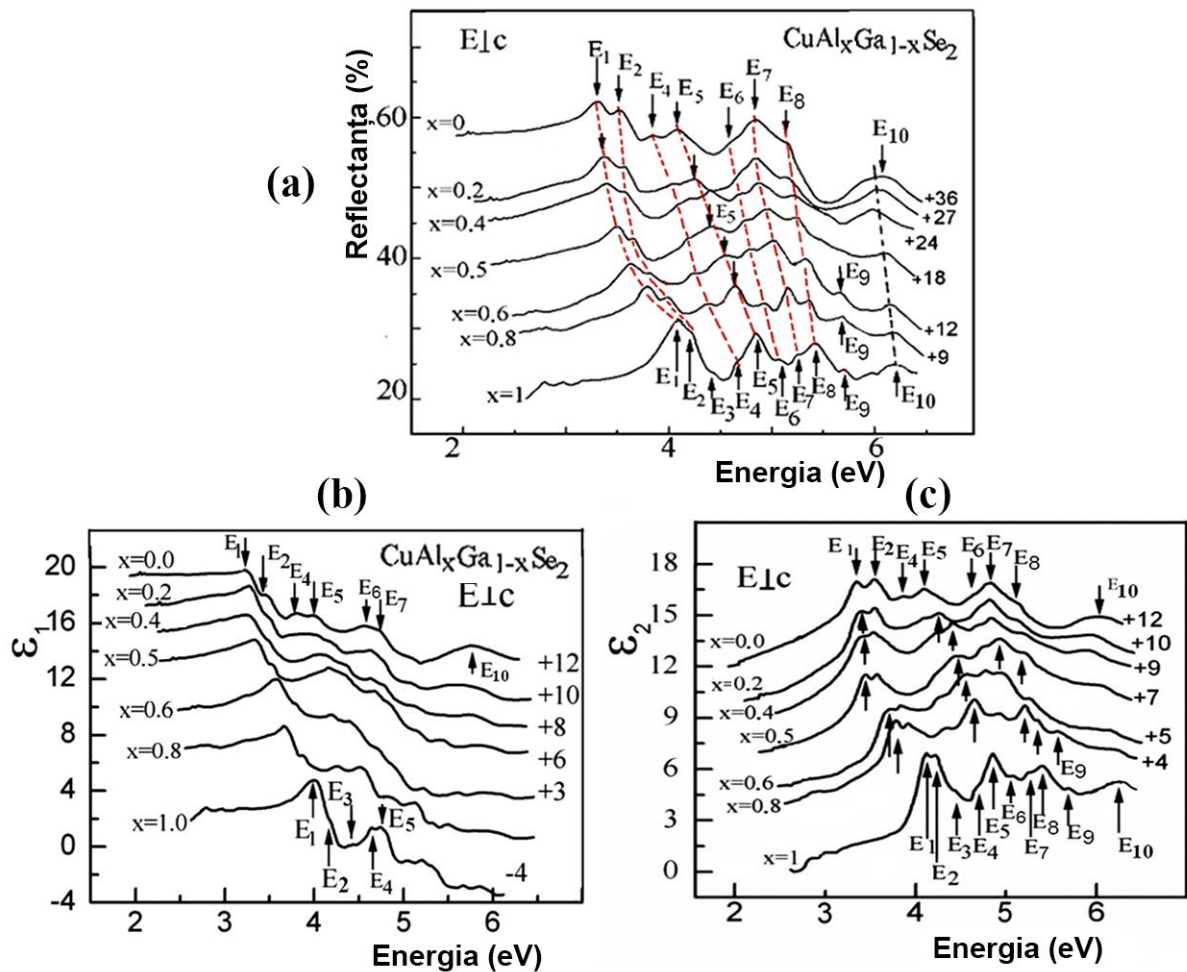 E⊥c
CuAlxGa1-xSe2
Reflectanța (%)
(a)
60
40
20
E1
E2
E4
E5
E6
E7
E8
E10
x=0
x=0.2
x=0.4
x=0.5
x=0.6
x=0.8
x=1
E5
E9
E9
+36
+27
+24
+18
+12
+9
E1
E2
E3
E4
E5
E6
E7
E8
E9
E10
2
4
6
Energia (eV)
(b)
ε1
20
16
12
8
4
0
-4
x=0.0
x=0.2
x=0.4
x=0.5
x=0.6
x=0.8
x=1.0
E1
E2
E4
E5
E6
E7
CuAlxGa1-xSe2
E⊥c
E10
+12
+10
+8
+6
+3
-4
E3
E5
E1
E2
E4
2
3
4
5
6
Energia (eV)
(c)
ε2
18
15
12
9
6
3
0
E⊥c
E1
E2
E4
E5
E6
E7
E8
E10
0.0
x=0.2
x=0.4
x=0.5
x=0.6
x=0.8
x=1
+12
+10
+9
+7
+5
+4
E9
E1
E2
E3
E4
E5
E6
E7
E8
E9
E10
2
3
4
5
6
Energia (eV)